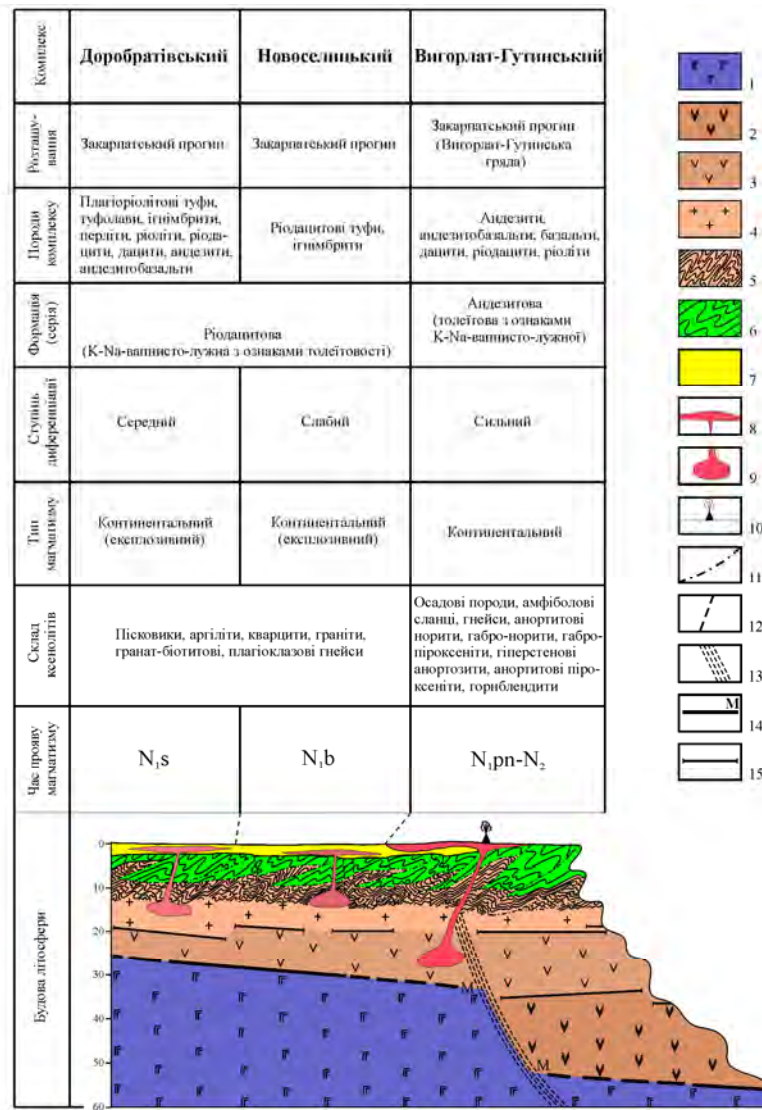 Комплекс
Доробратівський
Новоселицький
Вигорлат-Гутинський
Розташу-
вання
Закарпатський прогин
Закарпатський прогин
Закарпатський прогин
(Вигорлат-Гутинська
гряда)
Породи
комплексу
Плагіоріолітові туфи,
туфолави, ігнімбрити,
перліти, ріоліти, ріода-
цити, дацити, андезити,
андезитобазальти
Ріодацитові туфи,
ігнімбрити
Андезити,
андезитобазальти, базальти,
дацити, ріодацити, ріоліти
Формація
(серія)
Ріодацитова
(K-Na-вапнисто-лужна з ознаками толеїтовості)
Андезитова
(толеїтова з ознаками
K-Na-вапнисто-лужної)
Ступінь
диференціації
Середний
Слабий
Сильний
Тип
магматизму
Континентальний
(експлозивний)
Континентальний
(експлозивний)
Континентальний
Склад
ксенолітів
Пісковики, аргіліти, кварцити, граніти,
гранат-біотитові, плагіоклазові гнейси
Осадові породи, амфіболові
сланці, гнейси, анортитові
норити, габро-норити, габро-
піроксеніти, гіперстенові
анортозити, анортитові піро-
ксеніти, горнблендити
Час прояву
магматизму
N₁s
N₁b
N₁pn-N₂
Будова літосфери
0
10
20
30
40
50
60
М
М
1
2
3
4
5
6
7
8
9
10
11
12
13
М
14
15